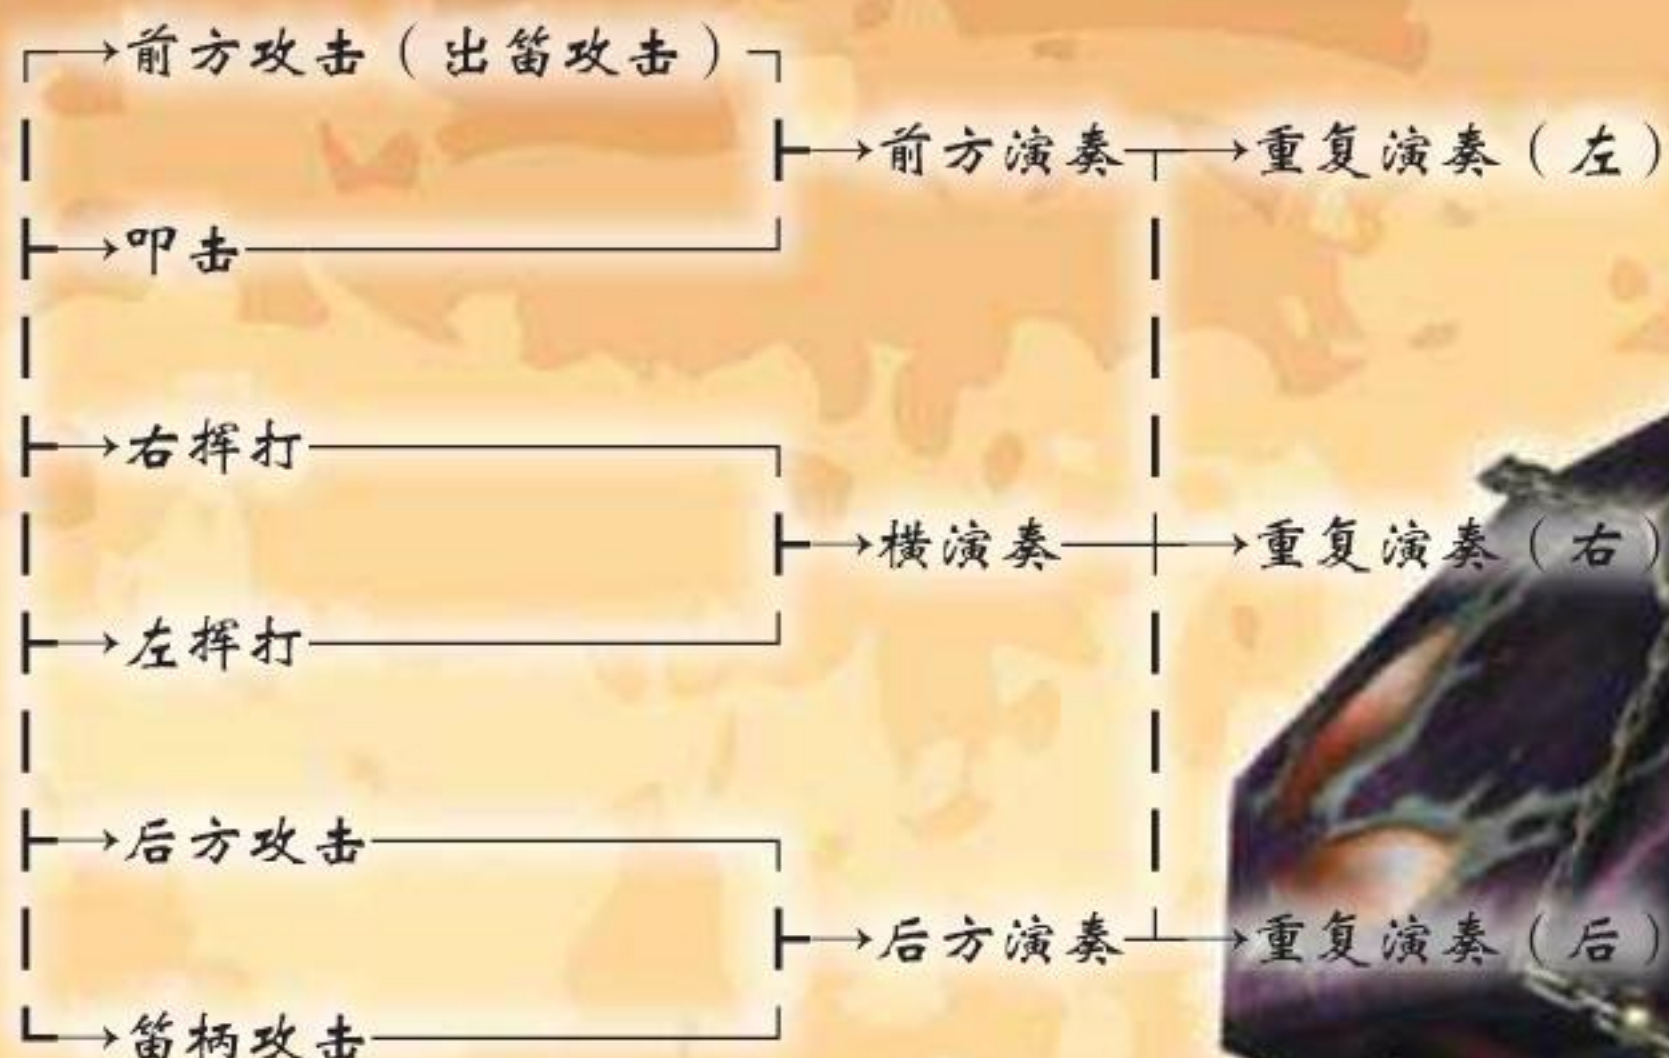 前方攻击（出笛攻击）
前方演奏 重复演奏（左）
叩击
右挥打
横演奏 重复演奏（右）
左挥打
后方攻击
后方演奏 重复演奏（后）
笛柄攻击